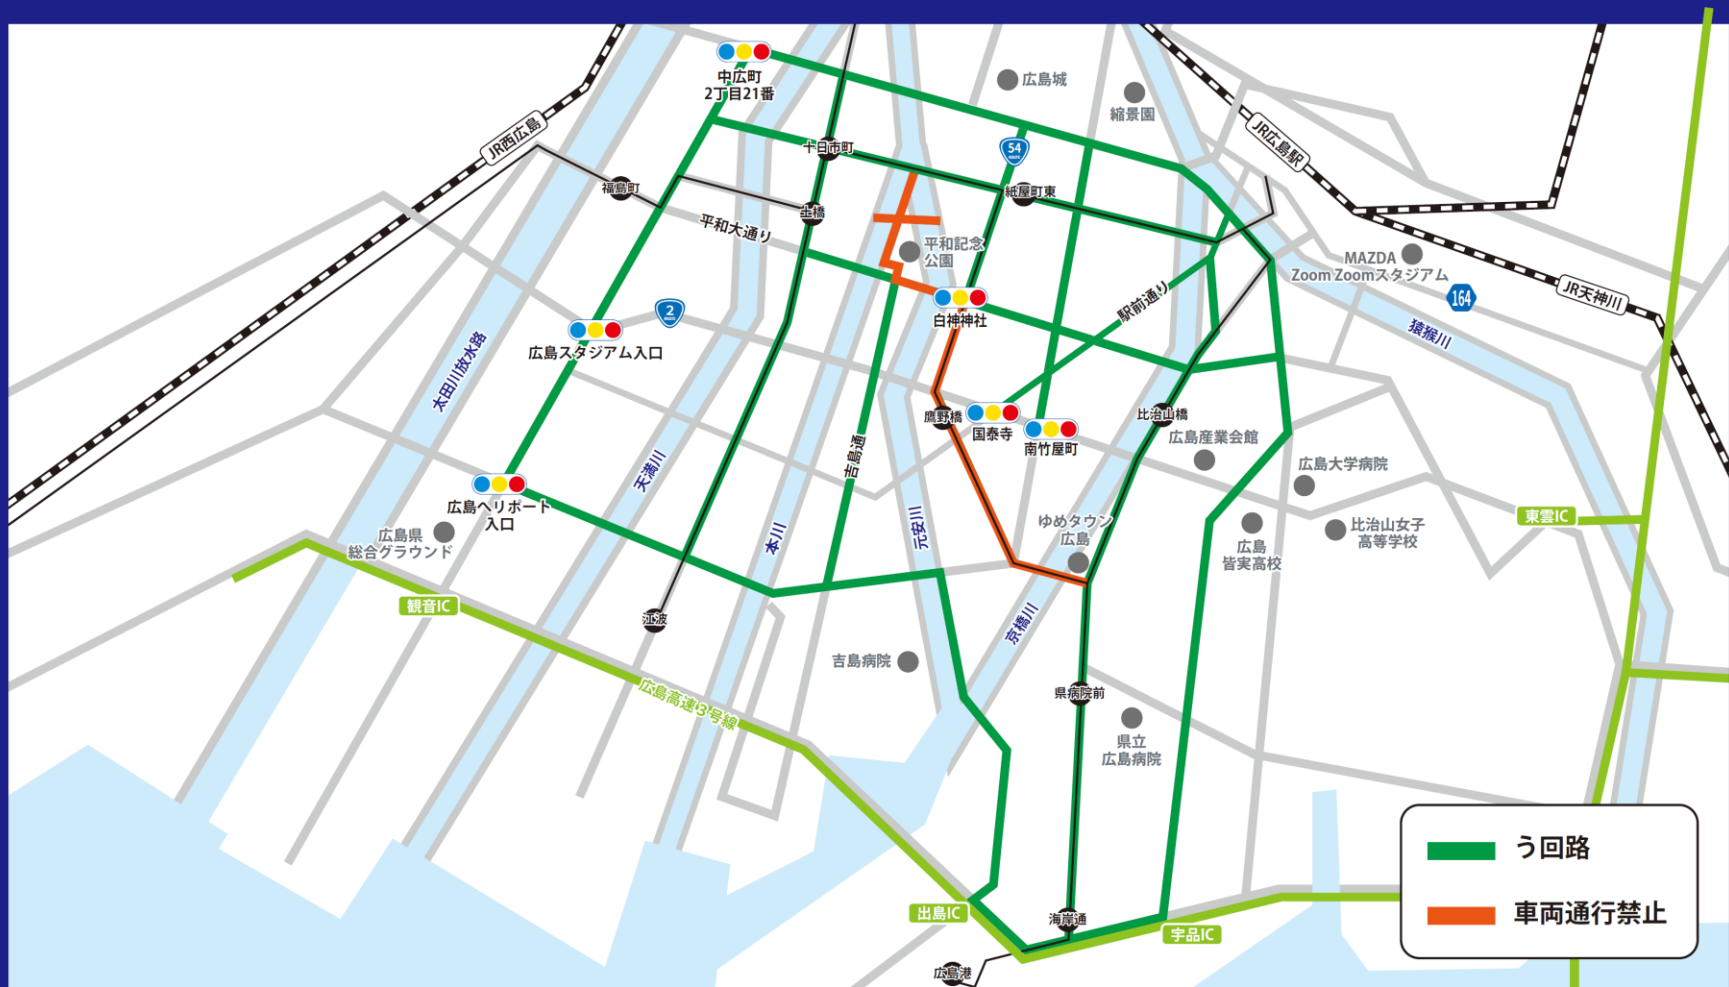 中広町
2丁目21番
広島城
縮景園
JR西広島
JR広島駅
54
ROUTE
十日市町
福島町
紙屋町東
土橋
平和大通り
平和記念
公園
MAZDA
Zoom Zoomスタジアム
164
JR天神川
2
ROUTE
白神神社
駅前通り
猿猴川
広島スタジアム入口
太田川放水路
鷹野橋
国泰寺
南竹屋町
比治山橋
広島産業会館
吉島通
天満川
広島大学病院
広島ヘリポート
入口
広島県
総合グラウンド
本川
元安川
ゆめタウン
広島
広島
皆実高校
比治山女子
高等学校
東雲IC
観音IC
江波
京橋川
吉島病院
広島高速3号線
県病院前
県立
広島病院
う回路
車両通行禁止
出島IC
海岸通
宇品IC
広島港